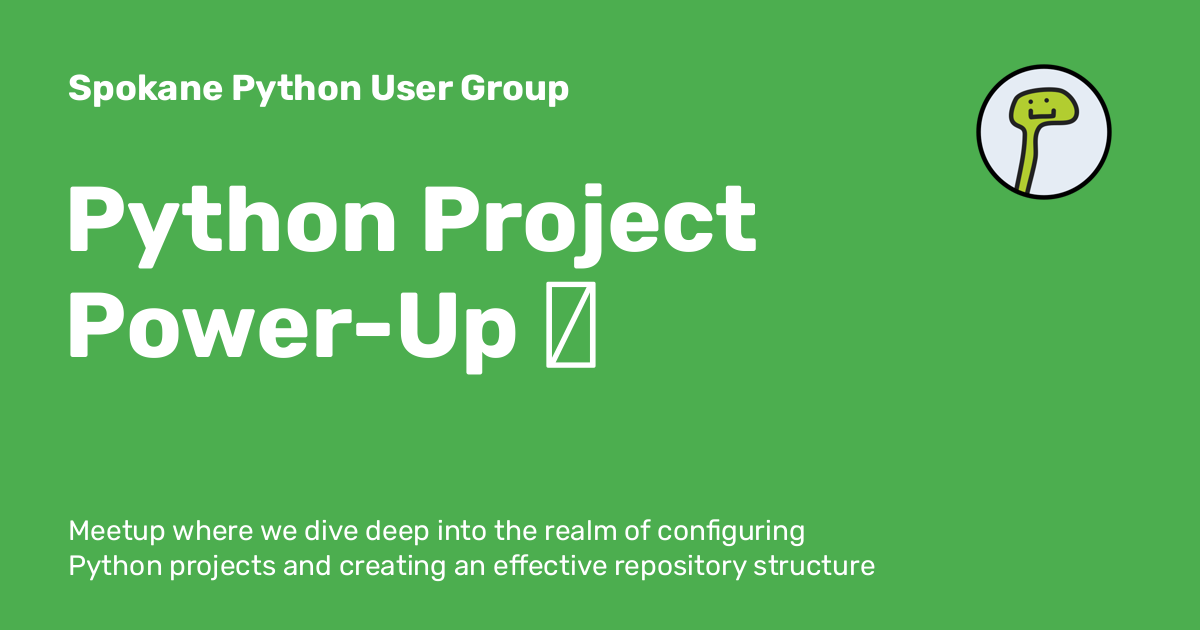 Spokane Python User Group
Python Project
Power-Up
Meetup where we dive deep into the realm of configuring
Python projects and creating an effective repository structure